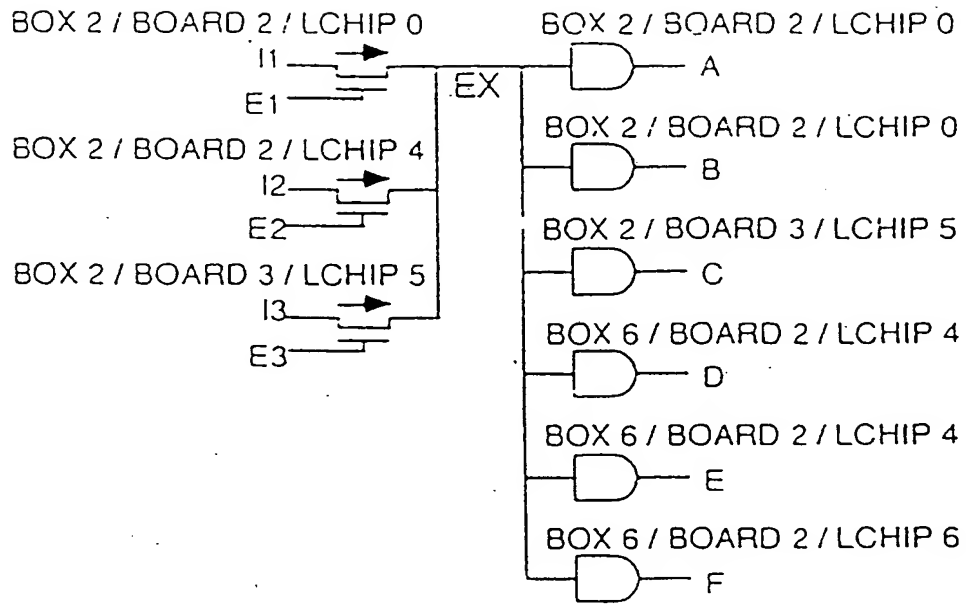 BOX 2 / BOARD 2 / LCHIP 0
I1
E1
BOX 2 / BOARD 2 / LCHIP 4
I2
E2
BOX 2 / BOARD 3 / LCHIP 5
I3
E3
EX
BOX 2 / BOARD 2 / LCHIP 0
A
BOX 2 / BOARD 2 / LCHIP 0
B
BOX 2 / BOARD 3 / LCHIP 5
C
BOX 6 / BOARD 2 / LCHIP 4
D
BOX 6 / BOARD 2 / LCHIP 4
E
BOX 6 / BOARD 2 / LCHIP 6
F